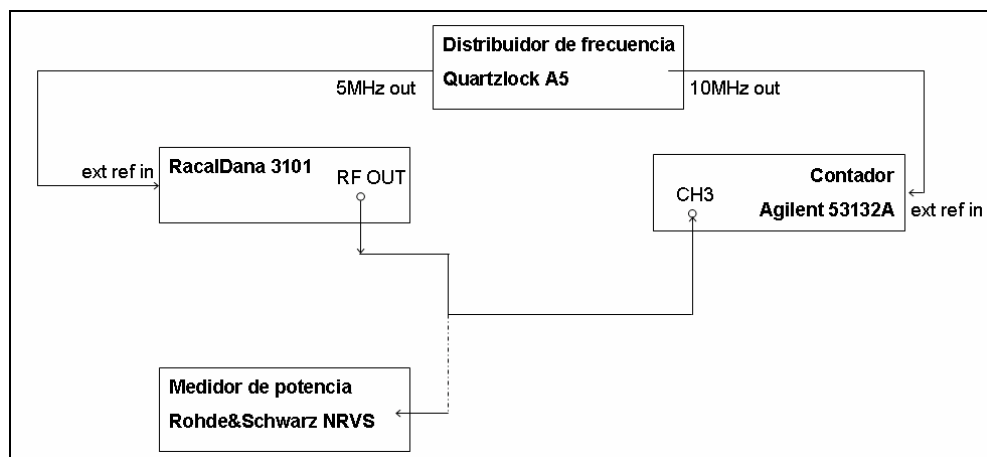 Distribuidor de frecuencia
Quartzlock A5
5MHz out
10MHz out
ext ref in
RacalDana 3101
RF OUT
CH3
Contador
Agilent 53132A
ext ref in
Medidor de potencia
Rohde&Schwarz NRVS